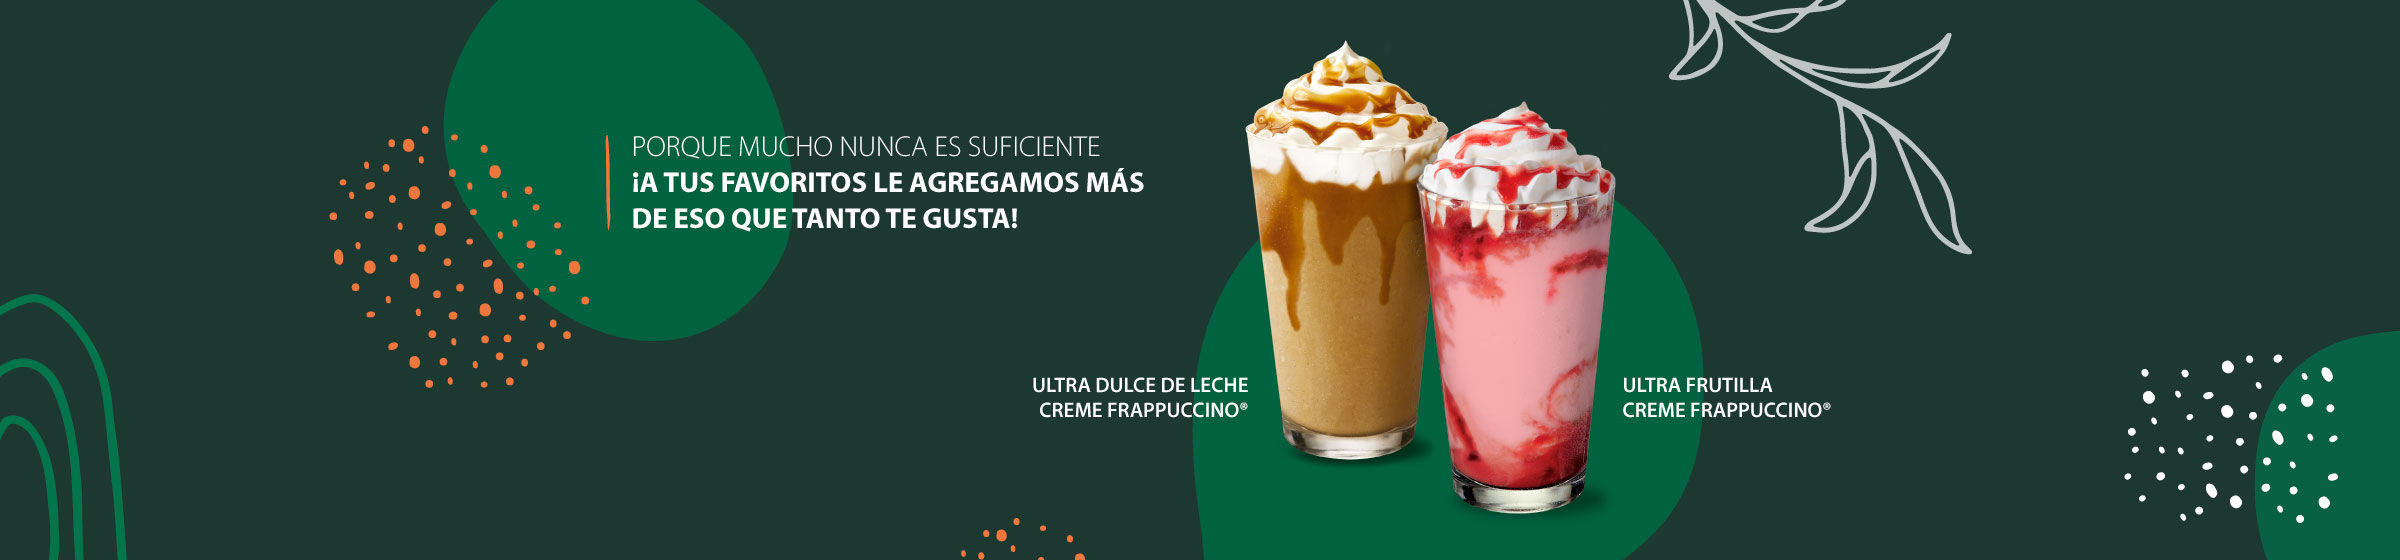 PORQUE MUCHO NUNCA ES SUFICIENTE
¡A TUS FAVORITOS LE AGREGAMOS MÁS
DE ESO QUE TANTO TE GUSTA!
ULTRA DULCE DE LECHE
CREME FRAPPUCCINO®
ULTRA FRUTILLA
CREME FRAPPUCCINO®